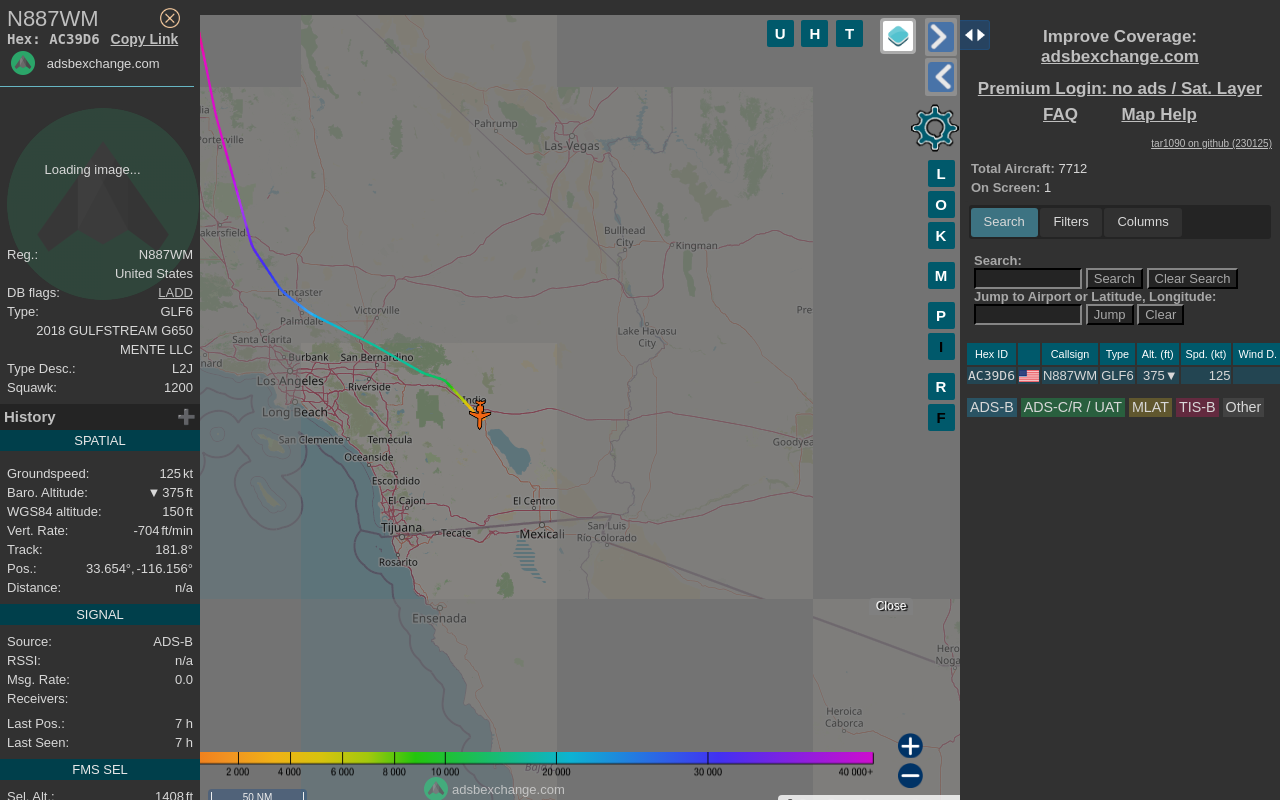 N887WM
Hex: AC39D6 Copy Link
adsbexchange.com
Loading image...
Reg.: N887WM
United States
DB flags: LADD
Type: GLF6
2018 GULFSTREAM G650
MENTE LLC
Type Desc.: L2J
Squawk: 1200
History
SPATIAL
Groundspeed: 125 kt
Baro. Altitude: ▼ 375 ft
WGS84 altitude: 150 ft
Vert. Rate: -704 ft/min
Track: 181.8°
Pos.: 33.654°, -116.156°
Distance: n/a
SIGNAL
Source: ADS-B
RSSI: n/a
Msg. Rate: 0.0
Receivers:
Last Pos.: 7 h
Last Seen: 7 h
FMS SEL
Sel. Alt.: 1408 ft
U H T
L
O
K
M
P
I
R
F
Pahrump
Las Vegas
orterville
akersfield
Bullhead
City
Kingman
Lancaster
Palmdale
Victorville
Santa Clarita
Lake Havasu
City
Pre
nard
Burbank
San Bernardino
Los Angeles
Riverside
Indio
Long Beach
San Clemente
Temecula
Goodyea
Oceanside
Escondido
El Cajon
El Centro
Tijuana
Tecate
Mexicali
San Luis
Río Colorado
Rosarito
Ensenada
Close
Hero
Noga
Heroica
Caborca
2 000 4 000 6 000 8 000 10 000 20 000 30 000 40 000+
adsbexchange.com
50 NM
Improve Coverage:
adsbexchange.com
Premium Login: no ads / Sat. Layer
FAQ Map Help
tar1090 on github (230125)
Total Aircraft: 7712
On Screen: 1
Search Filters Columns
Search:
Search Clear Search
Jump to Airport or Latitude, Longitude:
Jump Clear
Hex ID Callsign Type Alt. (ft) Spd. (kt) Wind D.
AC39D6 N887WM GLF6 375▼ 125
ADS-B ADS-C/R / UAT MLAT TIS-B Other